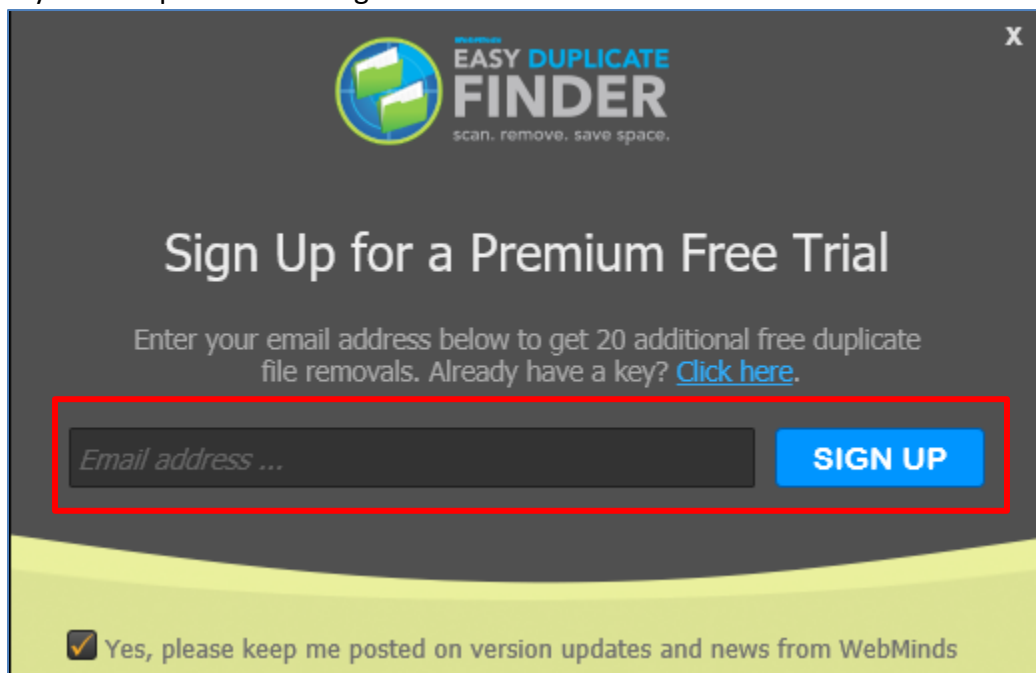 X
EASY DUPLICATE
FINDER
scan. remove. save space.
Sign Up for a Premium Free Trial
Enter your email address below to get 20 additional free duplicate
file removals. Already have a key? Click here.
Email address ...
SIGN UP
Yes, please keep me posted on version updates and news from WebMinds